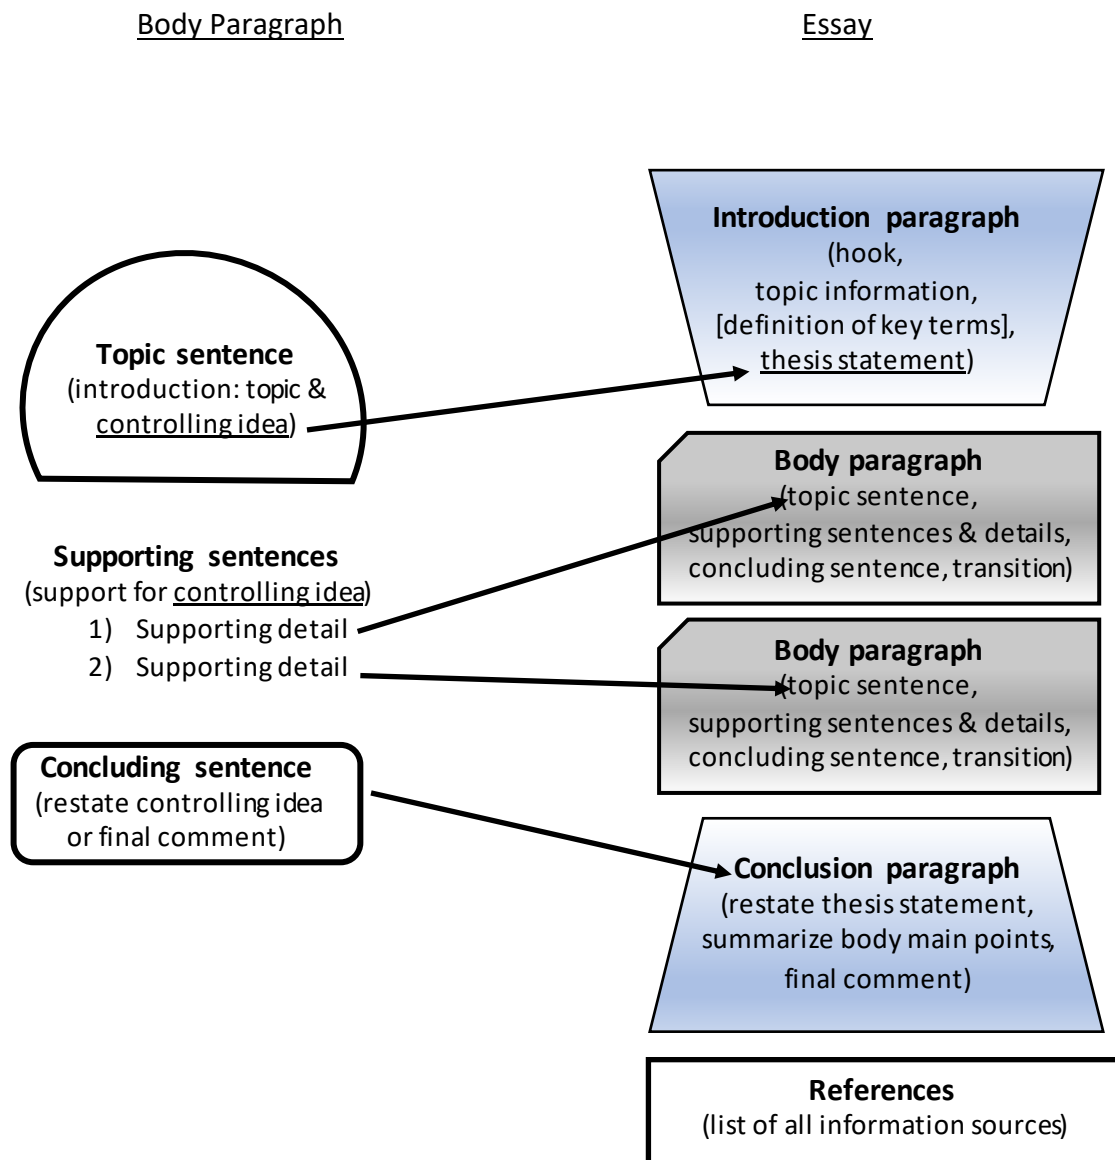 Body Paragraph
Essay
Topic sentence
(introduction: topic &
controlling idea)
Supporting sentences
(support for controlling idea)
1) Supporting detail
2) Supporting detail
Concluding sentence
(restate controlling idea
or final comment)
Introduction paragraph
(hook,
topic information,
[definition of key terms],
thesis statement)
Body paragraph
(topic sentence,
supporting sentences & details,
concluding sentence, transition)
Body paragraph
(topic sentence,
supporting sentences & details,
concluding sentence, transition)
Conclusion paragraph
(restate thesis statement,
summarize body main points,
final comment)
References
(list of all information sources)